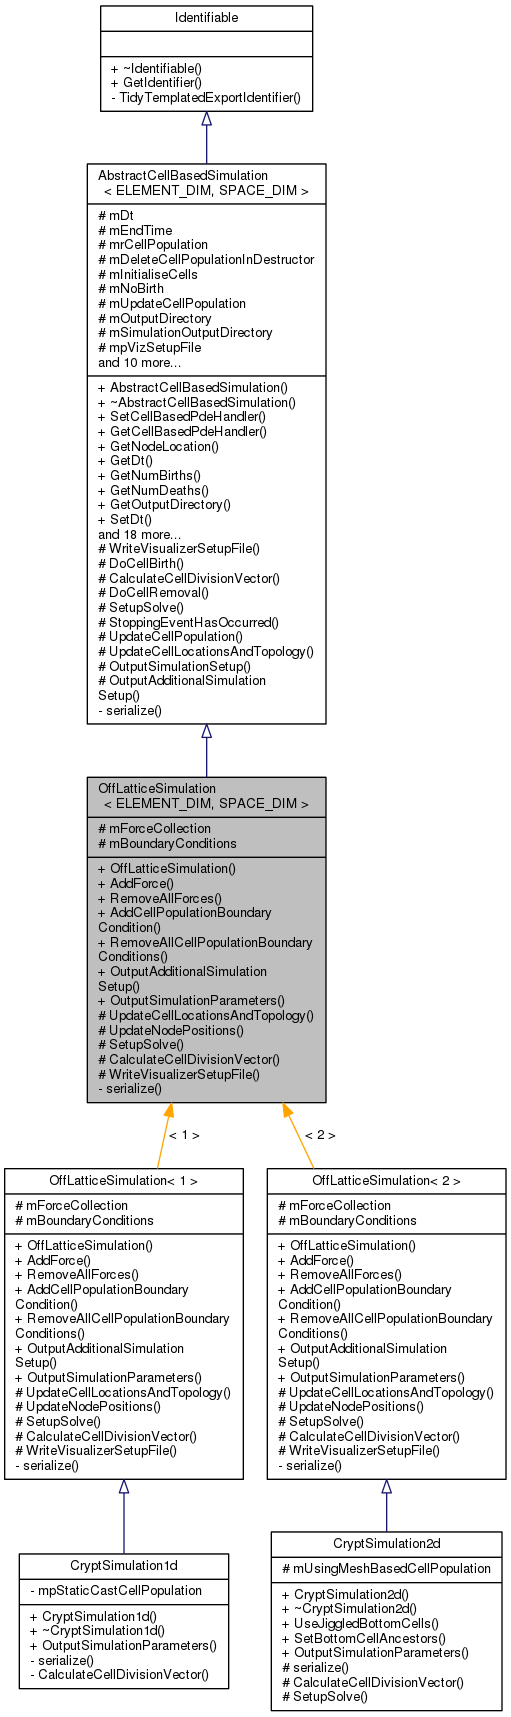 Identifiable
+ ~Identifiable()
+ GetIdentifier()
- TidyTemplatedExportIdentifier()
AbstractCellBasedSimulation
< ELEMENT_DIM, SPACE_DIM >
# mDt
# mEndTime
# mrCellPopulation
# mDeleteCellPopulationInDestructor
# mInitialiseCells
# mNoBirth
# mUpdateCellPopulation
# mOutputDirectory
# mSimulationOutputDirectory
# mpVizSetupFile
and 10 more...
+ AbstractCellBasedSimulation()
+ ~AbstractCellBasedSimulation()
+ SetCellBasedPdeHandler()
+ GetCellBasedPdeHandler()
+ GetNodeLocation()
+ GetDt()
+ GetNumBirths()
+ GetNumDeaths()
+ GetOutputDirectory()
+ SetDt()
and 18 more...
# WriteVisualizerSetupFile()
# DoCellBirth()
# CalculateCellDivisionVector()
# DoCellRemoval()
# SetupSolve()
# StoppingEventHasOccurred()
# UpdateCellPopulation()
# UpdateCellLocationsAndTopology()
# OutputSimulationSetup()
# OutputAdditionalSimulation
Setup()
- serialize()
OffLatticeSimulation
< ELEMENT_DIM, SPACE_DIM >
# mForceCollection
# mBoundaryConditions
+ OffLatticeSimulation()
+ AddForce()
+ RemoveAllForces()
+ AddCellPopulationBoundary
Condition()
+ RemoveAllCellPopulationBoundary
Conditions()
+ OutputAdditionalSimulation
Setup()
+ OutputSimulationParameters()
# UpdateCellLocationsAndTopology()
# UpdateNodePositions()
# SetupSolve()
# CalculateCellDivisionVector()
# WriteVisualizerSetupFile()
- serialize()
< 1 >
< 2 >
OffLatticeSimulation< 1 >
# mForceCollection
# mBoundaryConditions
+ OffLatticeSimulation()
+ AddForce()
+ RemoveAllForces()
+ AddCellPopulationBoundary
Condition()
+ RemoveAllCellPopulationBoundary
Conditions()
+ OutputAdditionalSimulation
Setup()
+ OutputSimulationParameters()
# UpdateCellLocationsAndTopology()
# UpdateNodePositions()
# SetupSolve()
# CalculateCellDivisionVector()
# WriteVisualizerSetupFile()
- serialize()
OffLatticeSimulation< 2 >
# mForceCollection
# mBoundaryConditions
+ OffLatticeSimulation()
+ AddForce()
+ RemoveAllForces()
+ AddCellPopulationBoundary
Condition()
+ RemoveAllCellPopulationBoundary
Conditions()
+ OutputAdditionalSimulation
Setup()
+ OutputSimulationParameters()
# UpdateCellLocationsAndTopology()
# UpdateNodePositions()
# SetupSolve()
# CalculateCellDivisionVector()
# WriteVisualizerSetupFile()
- serialize()
CryptSimulation1d
- mpStaticCastCellPopulation
+ CryptSimulation1d()
+ ~CryptSimulation1d()
+ OutputSimulationParameters()
- serialize()
- CalculateCellDivisionVector()
CryptSimulation2d
# mUsingMeshBasedCellPopulation
+ CryptSimulation2d()
+ ~CryptSimulation2d()
+ UseJiggledBottomCells()
+ SetBottomCellAncestors()
+ OutputSimulationParameters()
# serialize()
# CalculateCellDivisionVector()
# SetupSolve()